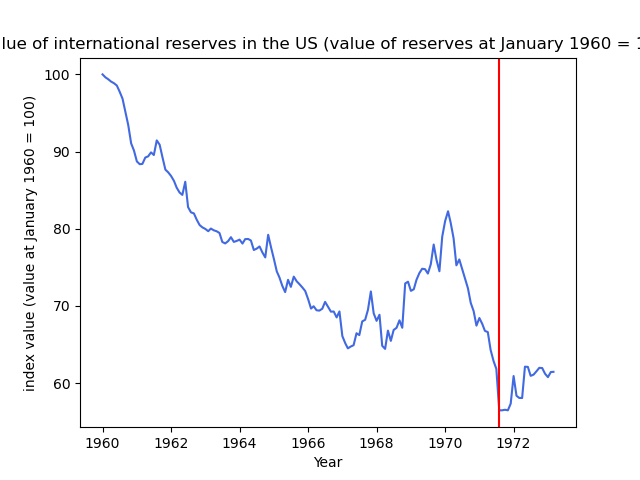 lue of international reserves in the US (value of reserves at January 1960 = 1
index value (value at January 1960 = 100)
100
90
80
70
60
1960 1962 1964 1966 1968 1970 1972
Year